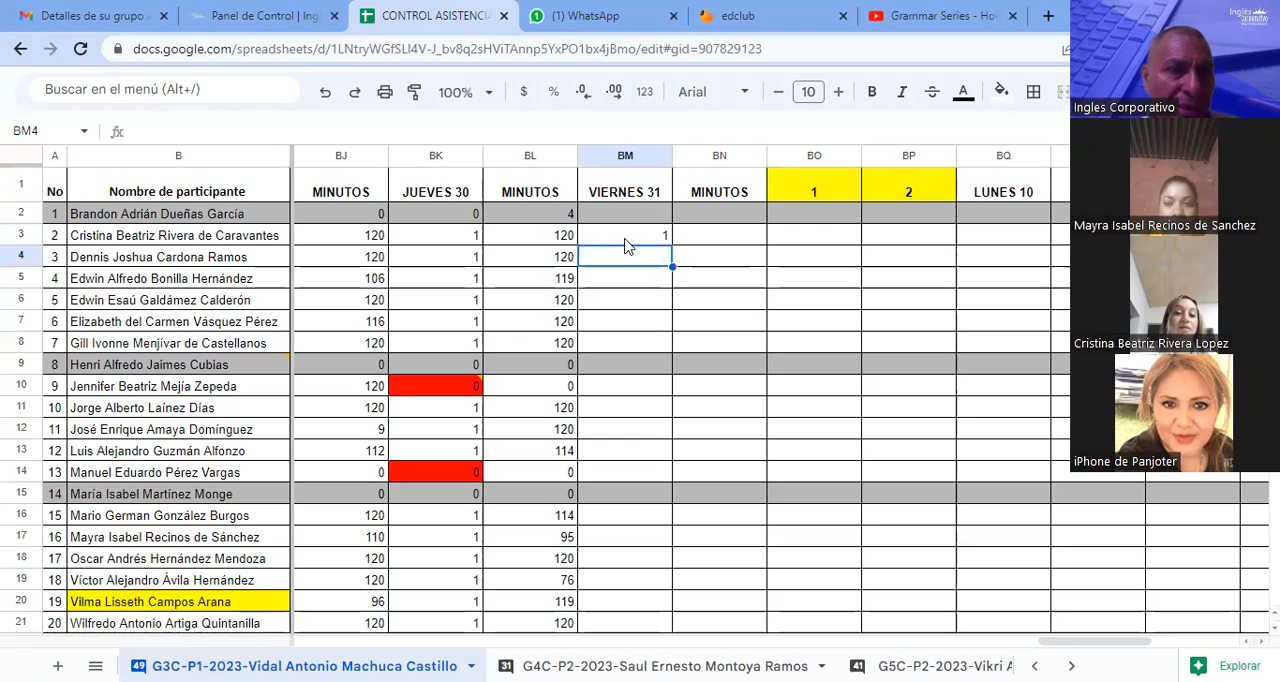 Detalles de su grupo a
Panel de Control | Ing
CONTROL ASISTENCIA
(1) WhatsApp
edclub
Grammar Series - Ho
docs.google.com/spreadsheets/d/1LNtryWGfSLl4V-J_bv8q2sHViTAnnp5YxPO1bx4jBmo/edit#gid=907829123
Buscar en el menú (Alt+/)
100% $ % .0 .00 123 Arial 10 B I A
BM4 fx
A B BJ BK BL BM BN BO BP BQ
1 No Nombre de participante MINUTOS JUEVES 30 MINUTOS VIERNES 31 MINUTOS 1 2 LUNES 10
2 1 Brandon Adrián Dueñas García 0 0 4
3 2 Cristina Beatriz Rivera de Caravantes 120 1 120 1
4 3 Dennis Joshua Cardona Ramos 120 1 120
5 4 Edwin Alfredo Bonilla Hernández 106 1 119
6 5 Edwin Esaú Galdámez Calderón 120 1 120
7 6 Elizabeth del Carmen Vásquez Pérez 116 1 120
8 7 Gill Ivonne Menjívar de Castellanos 120 1 120
9 8 Henri Alfredo Jaimes Cubias 0 0 0
10 9 Jennifer Beatriz Mejía Zepeda 120 0 0
11 10 Jorge Alberto Laínez Días 120 1 120
12 11 José Enrique Amaya Domínguez 9 1 120
13 12 Luis Alejandro Guzmán Alfonzo 112 1 114
14 13 Manuel Eduardo Pérez Vargas 0 0 0
15 14 María Isabel Martínez Monge 0 0 0
16 15 Mario German González Burgos 120 1 114
17 16 Mayra Isabel Recinos de Sánchez 110 1 95
18 17 Oscar Andrés Hernández Mendoza 120 1 120
19 18 Víctor Alejandro Ávila Hernández 120 1 76
20 19 Vilma Lisseth Campos Arana 96 1 119
21 20 Wilfredo Antonio Artiga Quintanilla 120 1 120
49 G3C-P1-2023-Vidal Antonio Machuca Castillo
31 G4C-P2-2023-Saul Ernesto Montoya Ramos
41 G5C-P2-2023-Vikri A
Explorar
Ingles
Ingles Corporativo
Mayra Isabel Recinos de Sanchez
Cristina Beatriz Rivera Lopez
iPhone de Panjoter